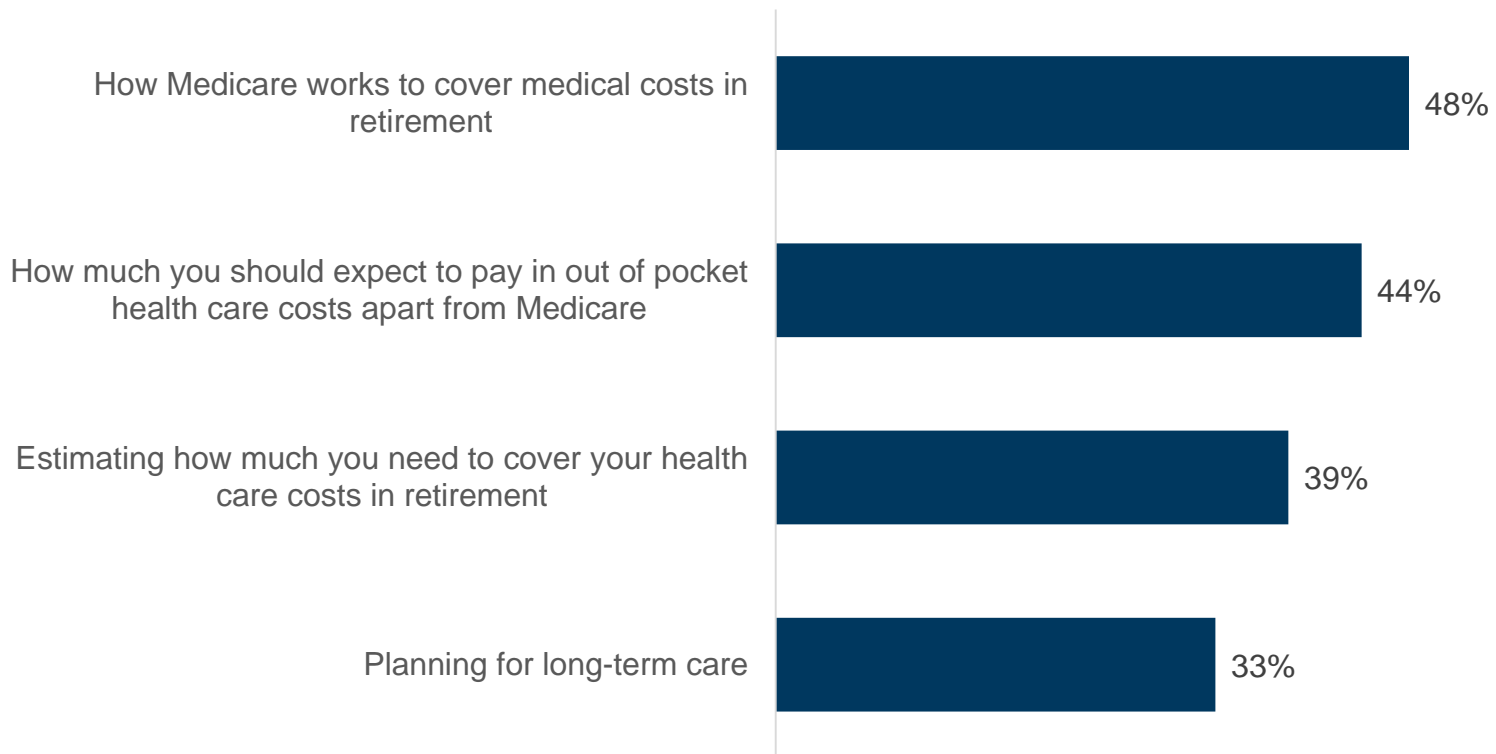 How Medicare works to cover medical costs in
retirement
48%
How much you should expect to pay in out of pocket
health care costs apart from Medicare
44%
Estimating how much you need to cover your health
care costs in retirement
39%
Planning for long-term care
33%